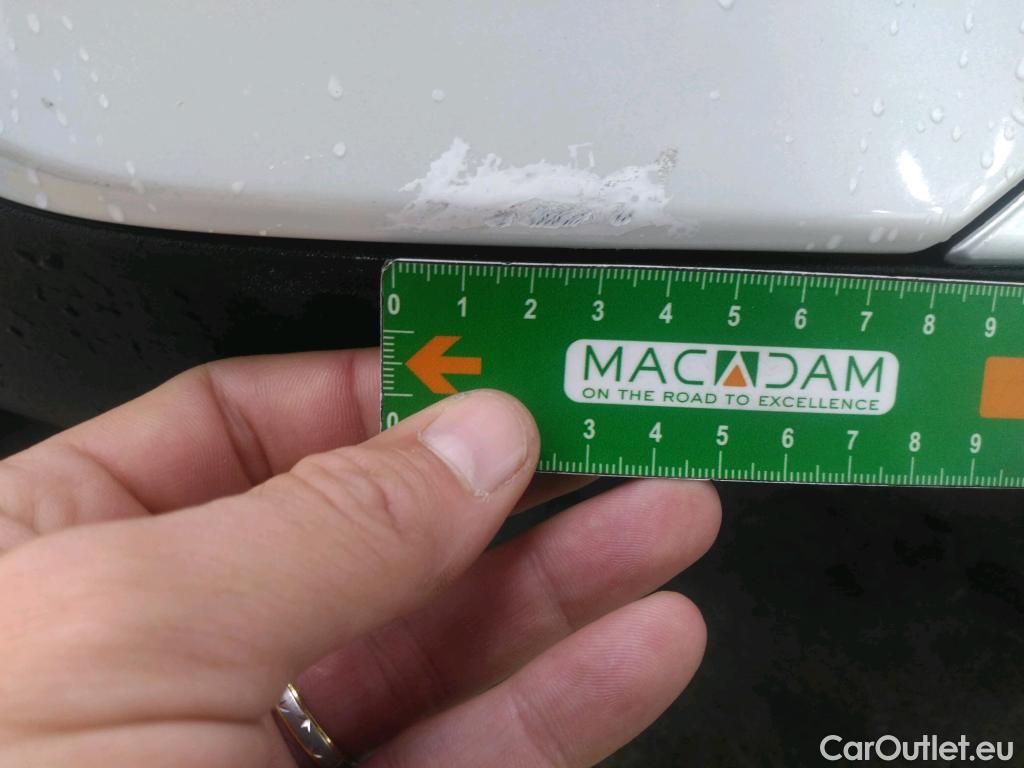 0 1 2 3 4 5 6 7 8 9
MACADAM
ON THE ROAD TO EXCELLENCE
0 3 4 5 6 7 8 9
CarOutlet.eu